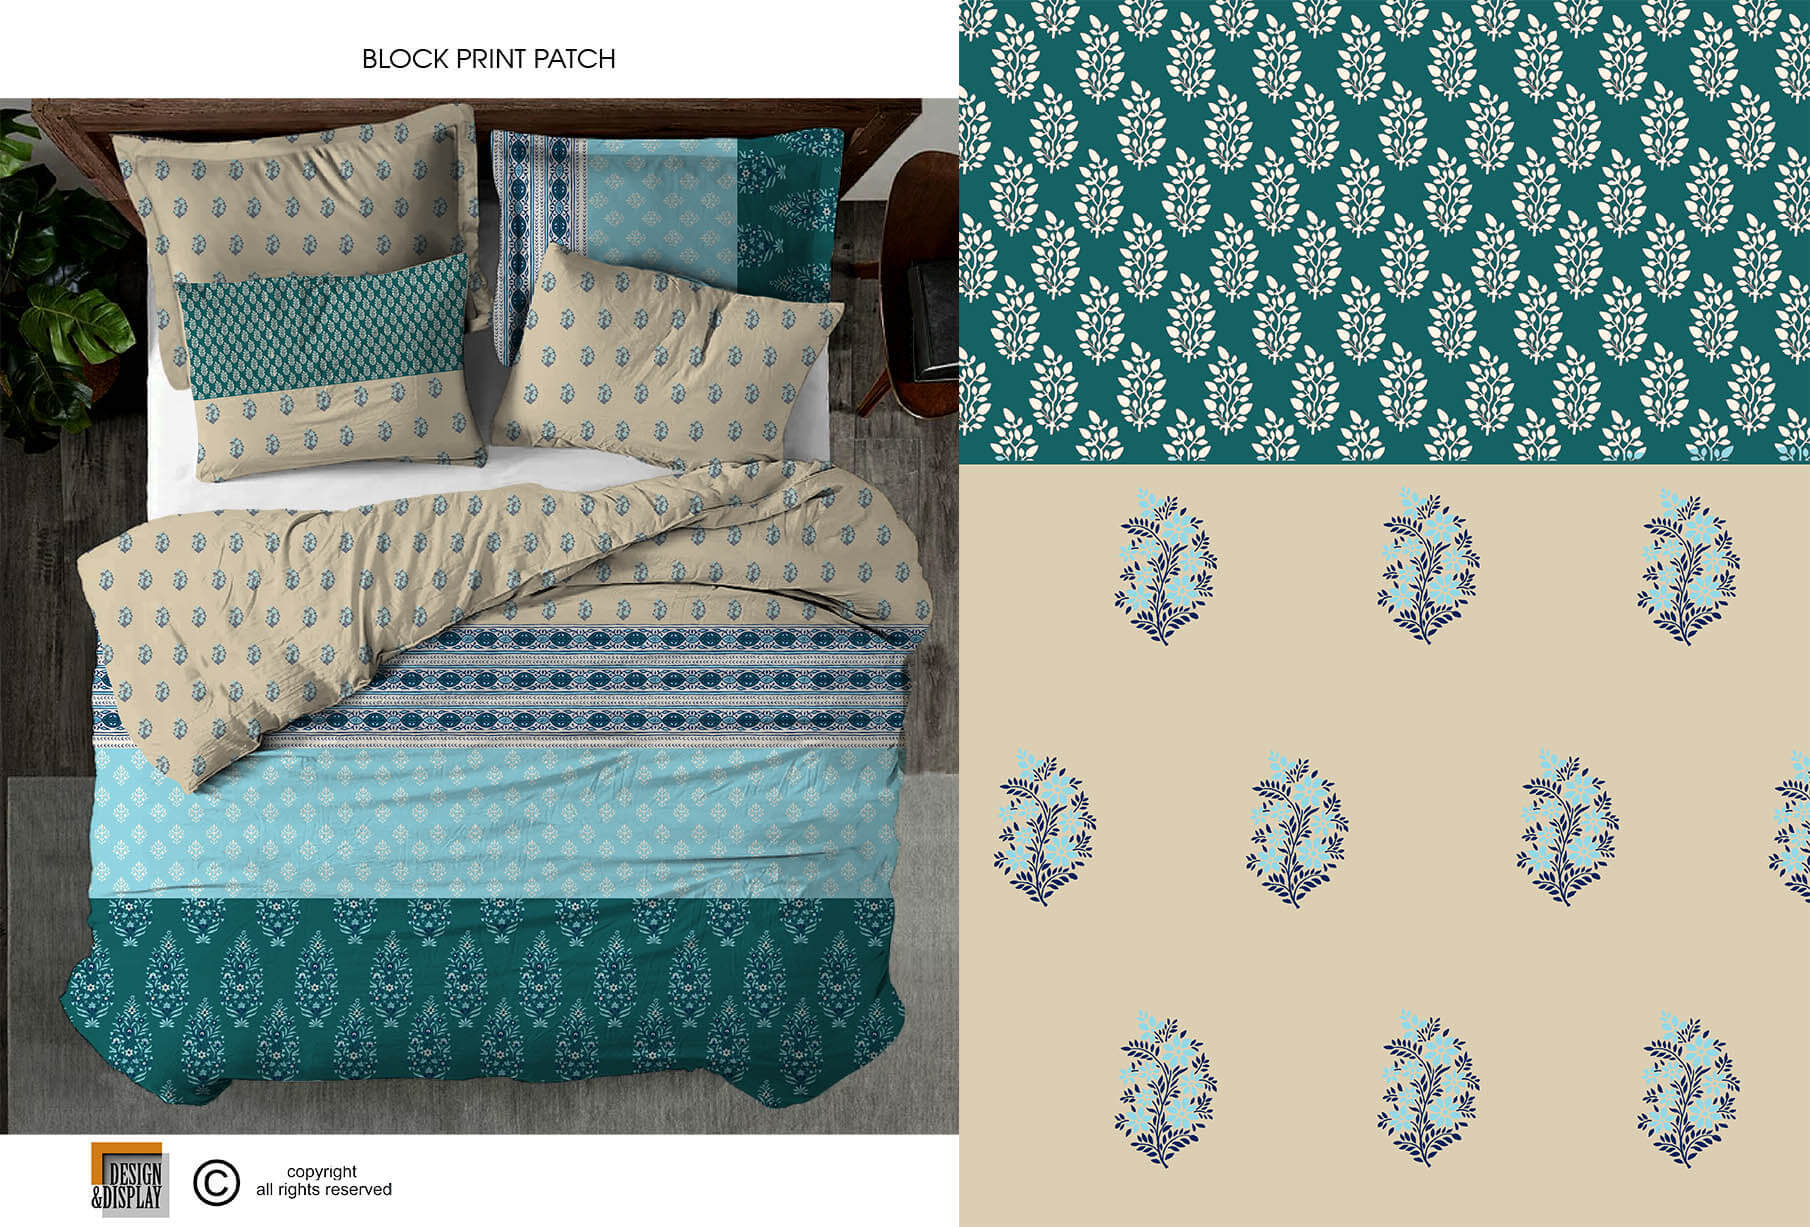 BLOCK PRINT PATCH
DESIGN
&DISPLAY
©
copyright
all rights reserved